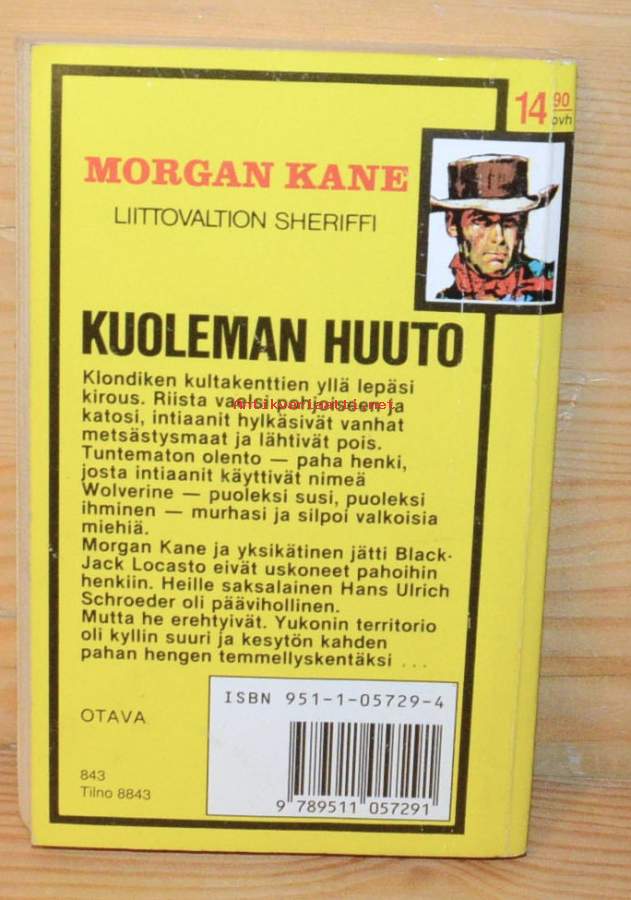 14 90
ovh
MORGAN KANE
LIITTOVALTION SHERIFFI
KUOLEMAN HUUTO
Klondiken kultakenttien yllä lepäsi
kirous. Riista vaelsi pohjoiseen ja
antikvariaatti.net
katosi, intiaanit hylkäsivät vanhat
metsästysmaat ja lähtivät pois.
Tuntematon olento — paha henki,
josta intiaanit käyttivät nimeä
Wolverine — puoleksi susi, puoleksi
ihminen — murhasi ja silpoi valkoisia
miehiä.
Morgan Kane ja yksikätinen jätti Black-
Jack Locasto eivät uskoneet pahoihin
henkiin. Heille saksalainen Hans Ulrich
Schroeder oli päävihollinen.
Mutta he erehtyivät. Yukonin territorio
oli kyllin suuri ja kesytön kahden
pahan hengen temmellyskentäksi ...
ISBN 951-1-05729-4
OTAVA
9 789511 057291
843
Tilno 8843